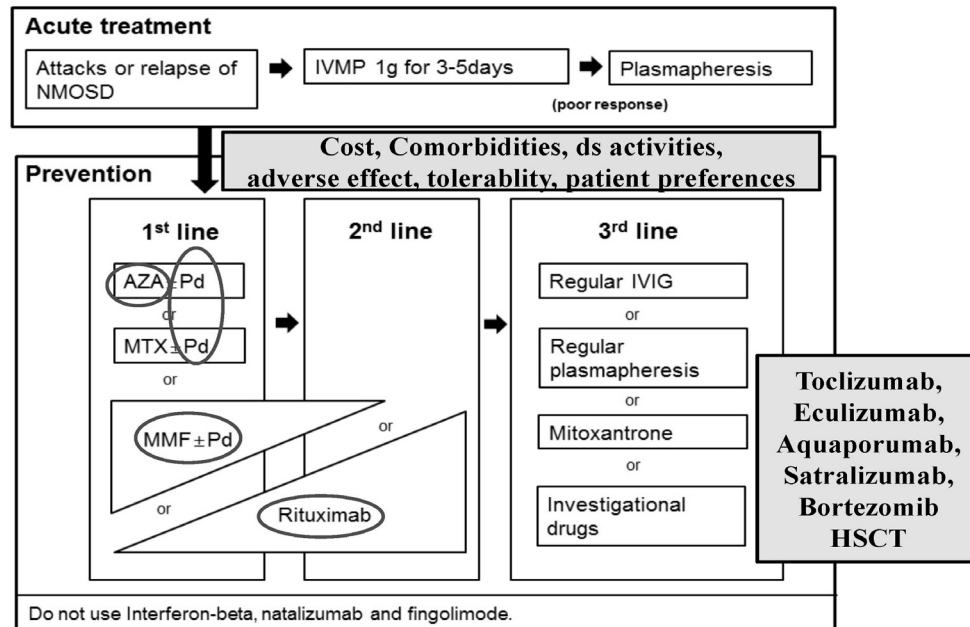 Acute treatment
Attacks or relapse of
NMOSD
IVMP 1g for 3-5days
Plasmapheresis
(poor response)
Cost, Comorbidities, ds activities,
adverse effect, tolerablity, patient preferences
Prevention
1st line
AZA±Pd
or
MTX±Pd
or
MMF±Pd
or
2nd line
or
Rituximab
3rd line
Regular IVIG
or
Regular
plasmapheresis
or
Mitoxantrone
or
Investigational
drugs
Toclizumab,
Eculizumab,
Aquaporumab,
Satralizumab,
Bortezomib
HSCT
Do not use Interferon-beta, natalizumab and fingolimode.